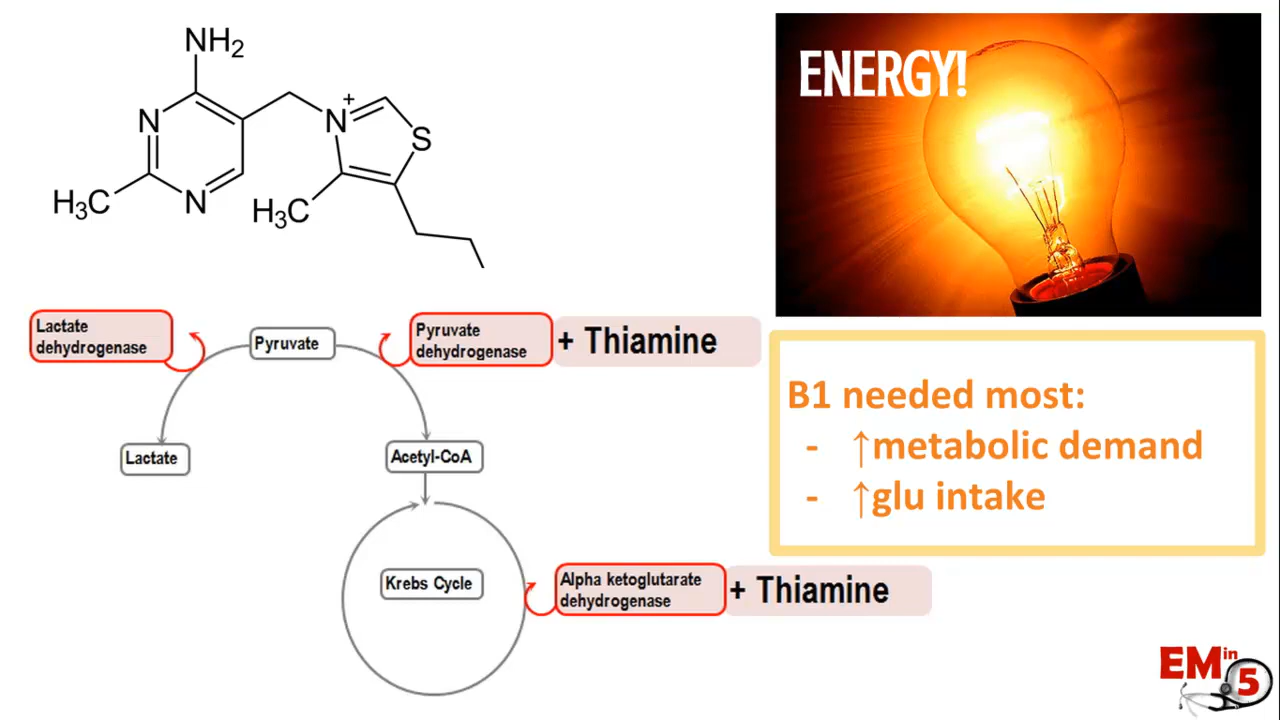 NH₂
N
N
H₃C
N
+
S
H₃C
ENERGY!
Lactate
dehydrogenase
Pyruvate
Pyruvate
dehydrogenase
+ Thiamine
Lactate
Acetyl-CoA
Krebs Cycle
Alpha ketoglutarate
dehydrogenase
+ Thiamine
B1 needed most:
- ↑metabolic demand
- ↑glu intake
EM in 5